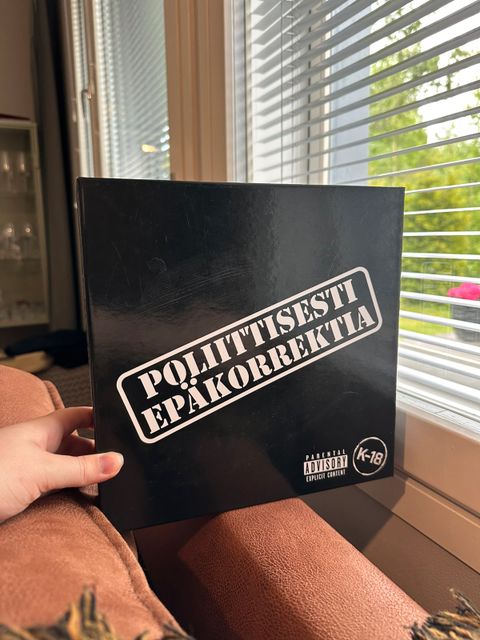 POLIITTISESTI
EPÄKORREKTIA
PARENTAL
ADVISORY
EXPLICIT CONTENT
K-18